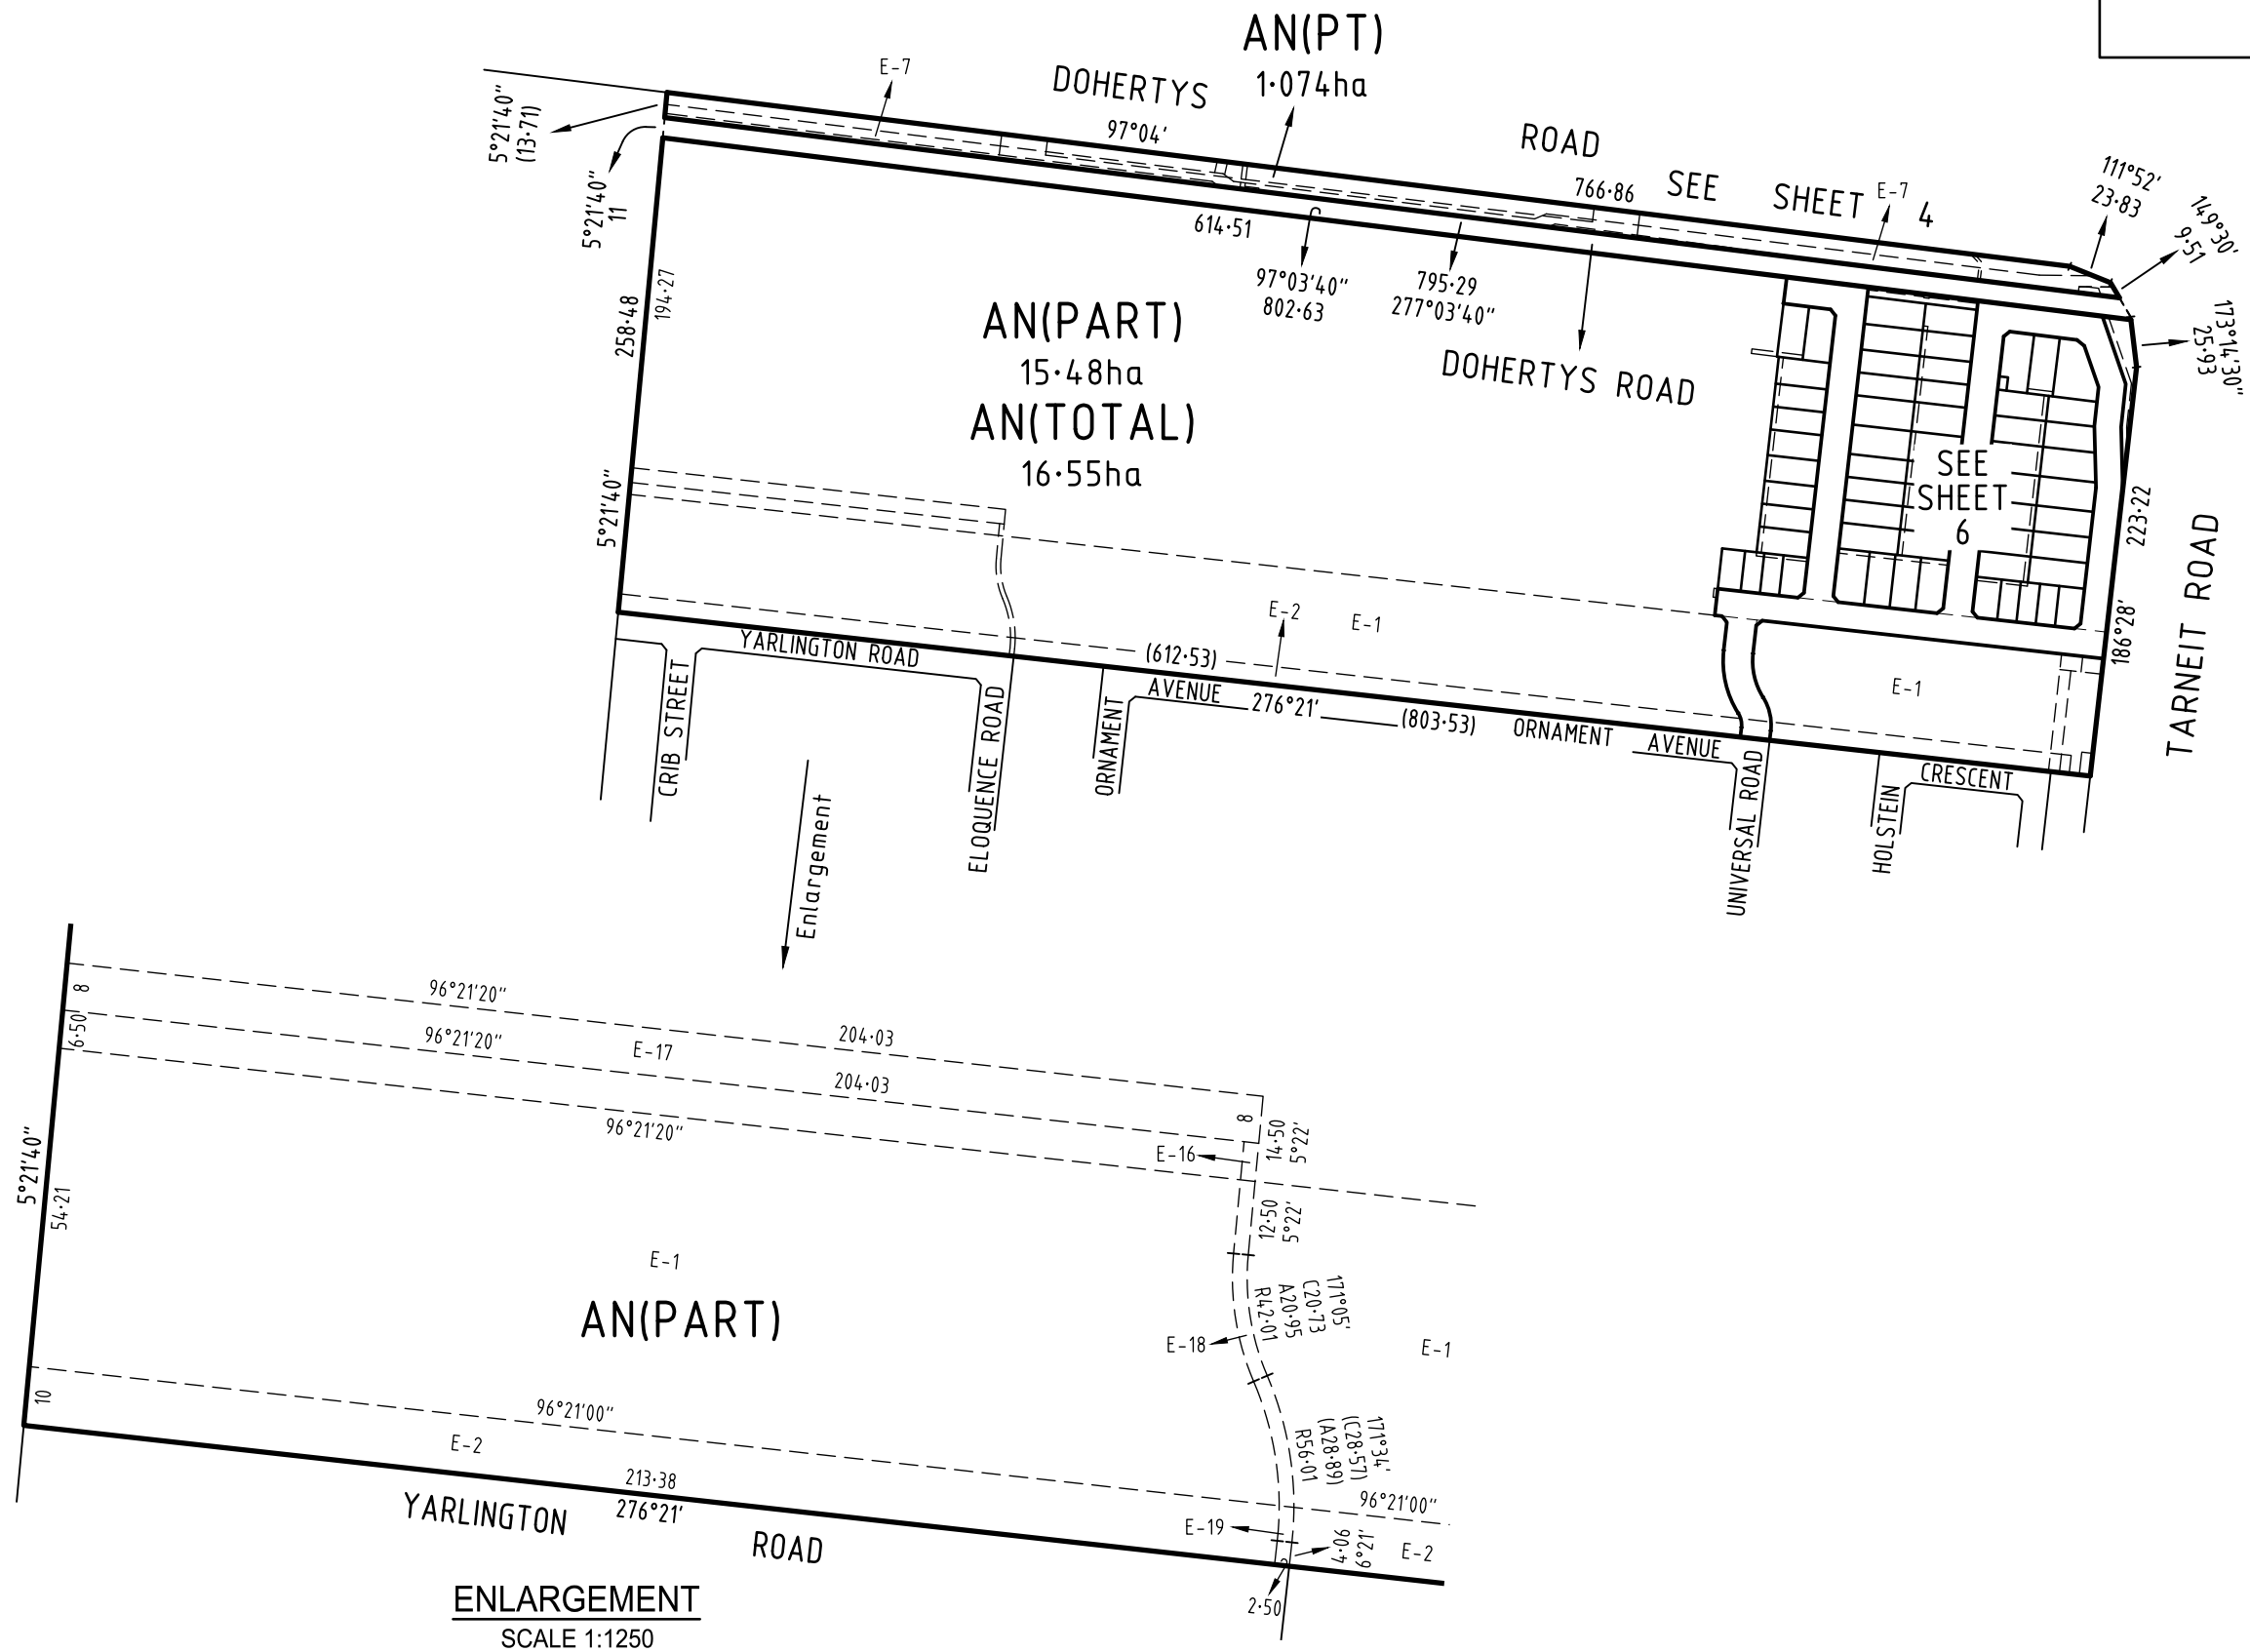 AN(PT)
1·074ha
E-7
DOHERTYS
ROAD
97°04'
766·86
SEE SHEET 4
E-7
111°52'
23·83
149°30'
9·51
173°14'30"
25·93
5°21'40"
(13·71)
5°21'40"
11
258·48
194·27
5°21'40"
614·51
97°03'40"
802·63
795·29
277°03'40"
DOHERTYS ROAD
AN(PART)
15·48ha
AN(TOTAL)
16·55ha
SEE
SHEET
6
223·22
186°28'
TARNEIT ROAD
E-2
E-1
E-1
(612·53)
276°21'
(803·53)
YARLINGTON ROAD
CRIB STREET
ELOQUENCE ROAD
ORNAMENT
AVENUE
ORNAMENT AVENUE
UNIVERSAL ROAD
HOLSTEIN
CRESCENT
Enlargement
8
6·50
96°21'20"
204·03
96°21'20"
E-17
204·03
96°21'20"
8
14·50
5°22'
E-16
12·50
5°22'
5°21'40"
54·21
E-1
AN(PART)
171°05'
C20·73
A20·95
R42·01
E-18
E-1
171°34'
(C28·57)
(A28·89)
R56·01
10
96°21'00"
96°21'00"
E-2
213·38
276°21'
E-19
4·06
6°21'
E-2
2·50
YARLINGTON ROAD
ENLARGEMENT
SCALE 1:1250